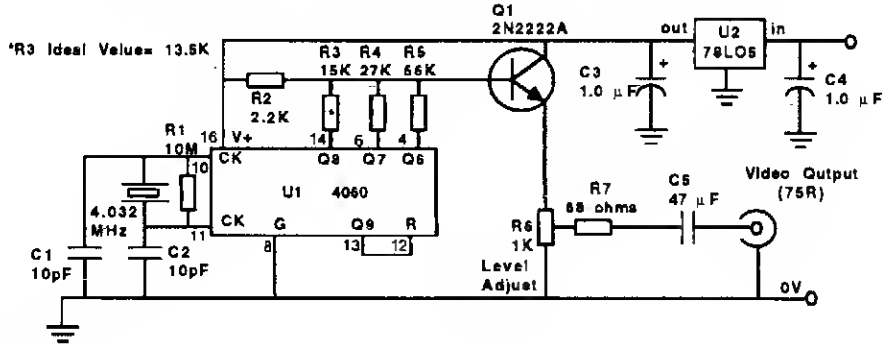 Q1
2N2222A
*R3 Ideal Value= 13.5K
R3 R4 R5
15K 27K 56K
R2
2.2K
out
U2
78L05
in
C3
1.0 µF
+
C4
1.0 µF
+
R1
10M
16 V+
14
6
4
10
CK
Q8
Q7
Q6
U1 4060
4.032
MHz
CK
11
G
8
Q9
13
R
12
C1
10pF
C2
10pF
R6
1K
Level
Adjust
R7
68 ohms
C5
47 µF
Video Output
(75R)
0V